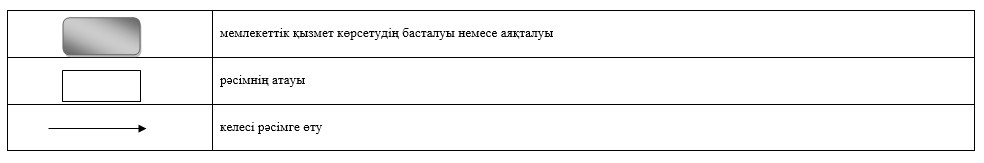 мемлекеттік қызмет көрсетудің басталуы немесе аяқталуы
рәсімнің атауы
келесі рәсімге өту